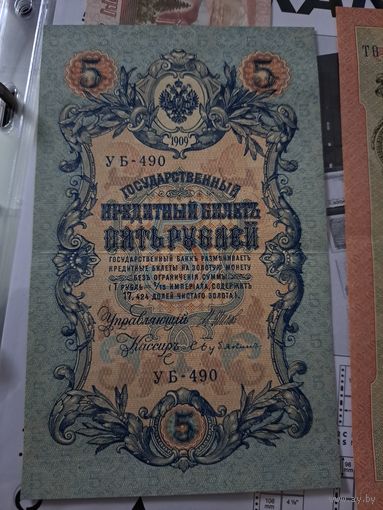 5 5
1909
УБ-490
ГОСУДАРСТВЕННЫЙ
КРЕДИТНЫЙ БИЛЕТЪ
ПЯТЬ РУБЛЕЙ
ГОСУДАРСТВЕННЫЙ БАНКЪ РАЗМѢНИВАЕТЪ
КРЕДИТНЫЕ БИЛЕТЫ НА ЗОЛОТУЮ МОНЕТУ
БЕЗЪ ОГРАНИЧЕНІЯ СУММЫ
(1 РУБЛЬ = 1/15 ИМПЕРІАЛА, СОДЕРЖИТЪ
17,424 ДОЛЕЙ ЧИСТАГО ЗОЛОТА).
Управляющій
Кассиръ
УБ-490
5